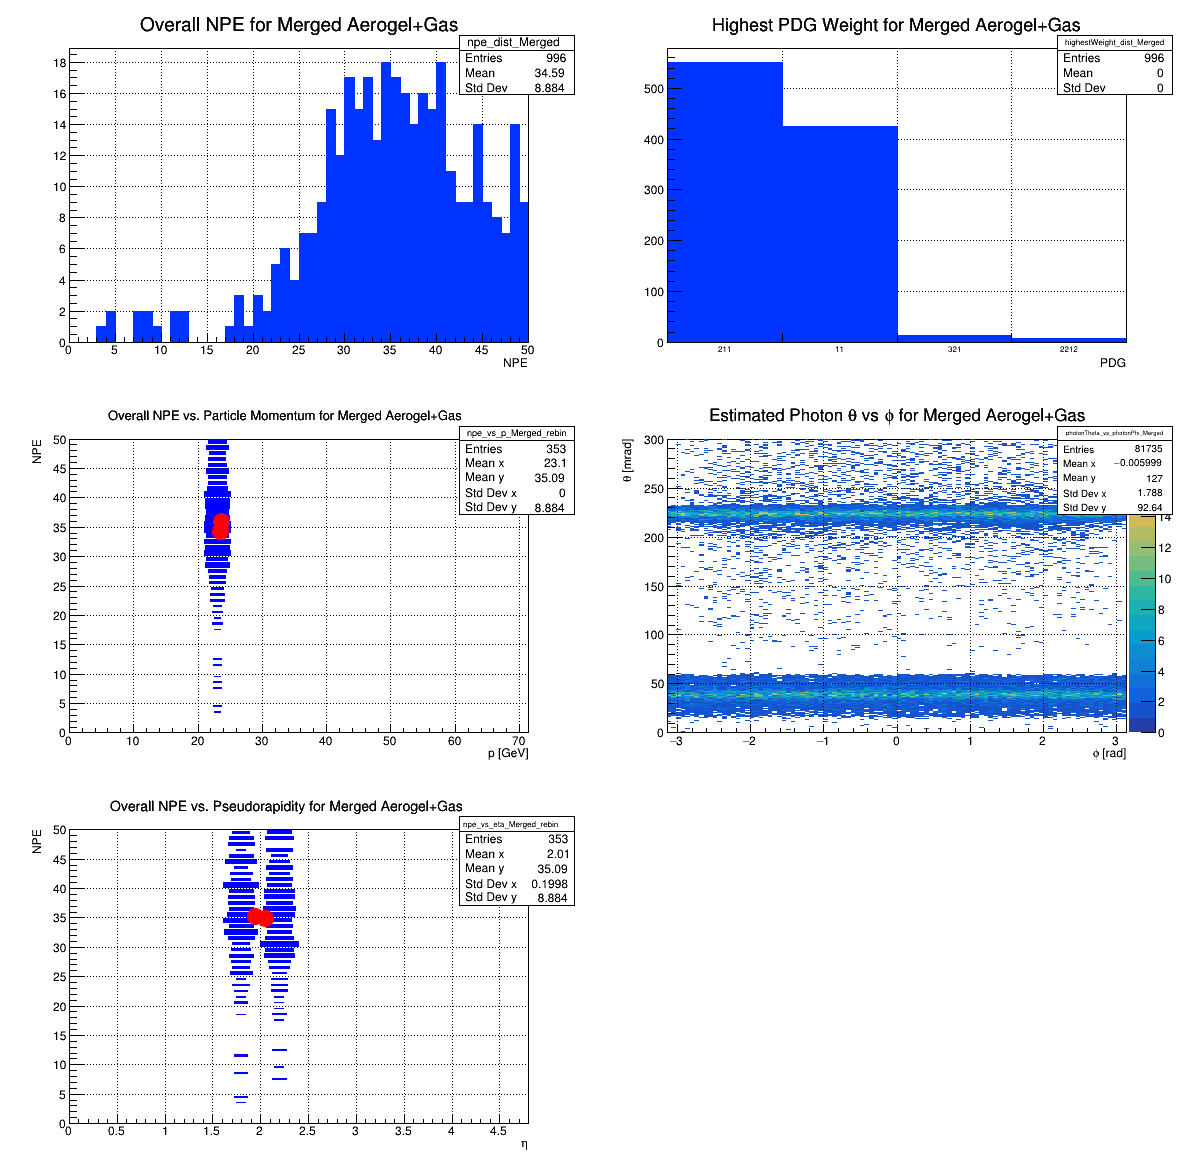 Overall NPE for Merged Aerogel+Gas
npe_dist_Merged
Entries 996
Mean 34.59
Std Dev 8.884
18
16
14
12
10
8
6
4
2
0
0 5 10 15 20 25 30 35 40 45 50
NPE
Highest PDG Weight for Merged Aerogel+Gas
highestWeight_dist_Merged
Entries 996
Mean 0
Std Dev 0
500
400
300
200
100
0
211 11 321 2212
PDG
Overall NPE vs. Particle Momentum for Merged Aerogel+Gas
npe_vs_p_Merged_rebin
Entries 353
Mean x 23.1
Mean y 35.09
Std Dev x 0
Std Dev y 8.884
NPE
50
45
40
35
30
25
20
15
10
5
0
0 10 20 30 40 50 60 70
p [GeV]
Estimated Photon θ vs ϕ for Merged Aerogel+Gas
photonTheta_vs_photonPhi_Merged
Entries 81735
Mean x −0.005999
Mean y 127
Std Dev x 1.788
Std Dev y 92.64
θ [mrad]
300
250
200
150
100
50
0
−3 −2 −1 0 1 2 3
ϕ [rad]
14
12
10
8
6
4
2
0
Overall NPE vs. Pseudorapidity for Merged Aerogel+Gas
npe_vs_eta_Merged_rebin
Entries 353
Mean x 2.01
Mean y 35.09
Std Dev x 0.1998
Std Dev y 8.884
NPE
50
45
40
35
30
25
20
15
10
5
0
0 0.5 1 1.5 2 2.5 3 3.5 4 4.5
η